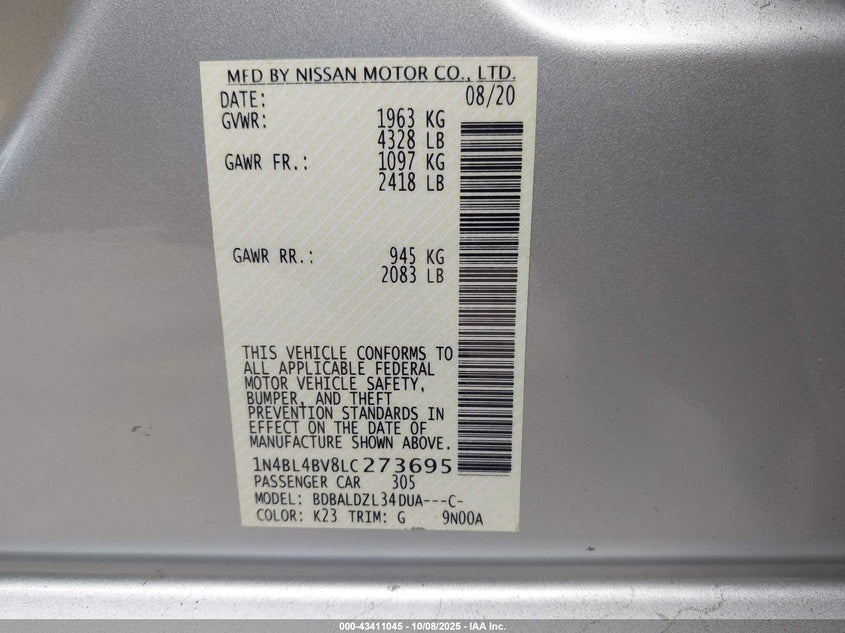 MFD BY NISSAN MOTOR CO., LTD.
DATE: 08/20
GVWR: 1963 KG
4328 LB
GAWR FR.: 1097 KG
2418 LB
GAWR RR.: 945 KG
2083 LB
THIS VEHICLE CONFORMS TO
ALL APPLICABLE FEDERAL
MOTOR VEHICLE SAFETY,
BUMPER, AND THEFT
PREVENTION STANDARDS IN
EFFECT ON THE DATE OF
MANUFACTURE SHOWN ABOVE.
1N4BL4BV8LC273695
PASSENGER CAR 305
MODEL: BDBALDZL34DUA---C-
COLOR: K23 TRIM: G 9N00A
000-43411045 - 10/08/2025 - IAA Inc.